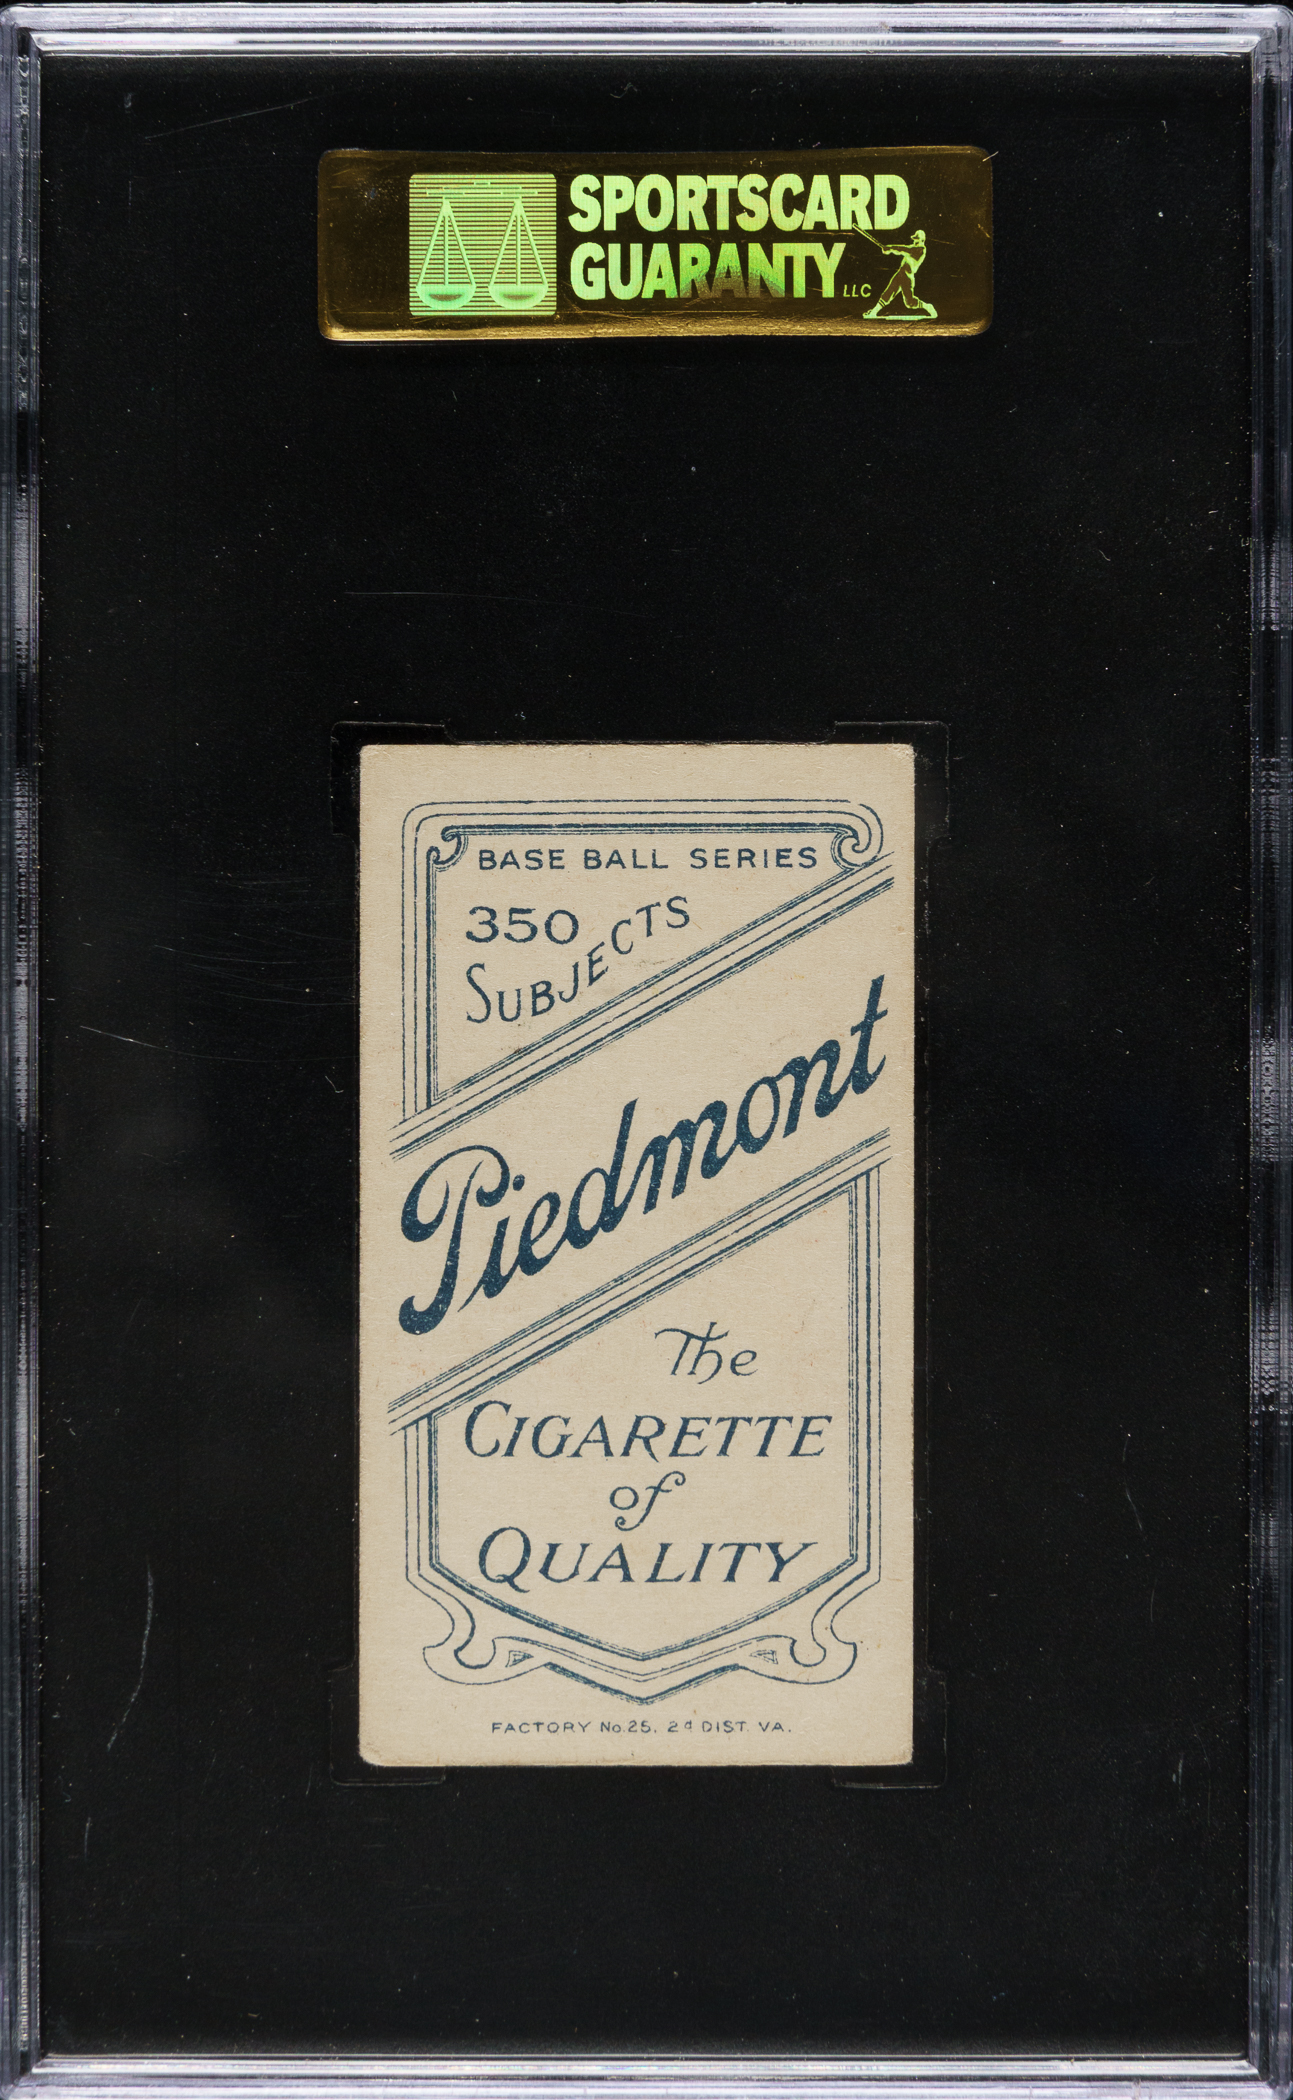 SPORTSCARD
GUARANTY LLC
BASE BALL SERIES
350
SUBJECTS
Piedmont
The
CIGARETTE
of
QUALITY
FACTORY No. 25. 2d DIST. VA.